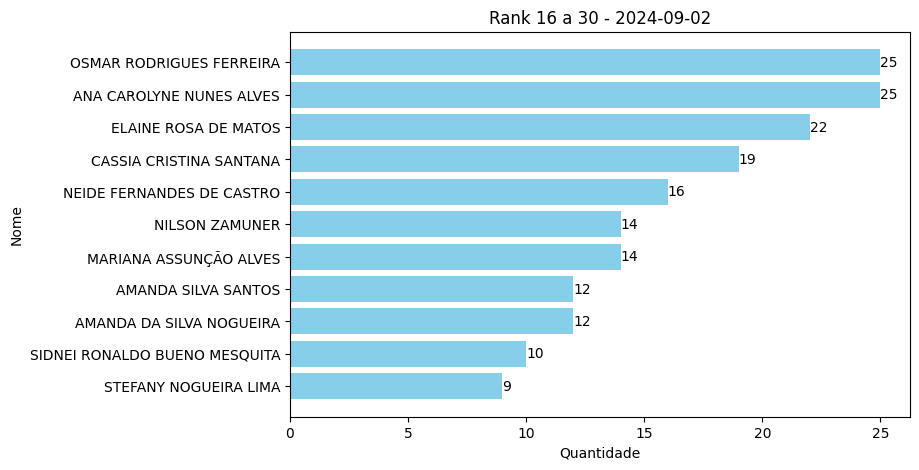 Rank 16 a 30 - 2024-09-02
Nome
OSMAR RODRIGUES FERREIRA 25
ANA CAROLYNE NUNES ALVES 25
ELAINE ROSA DE MATOS 22
CASSIA CRISTINA SANTANA 19
NEIDE FERNANDES DE CASTRO 16
NILSON ZAMUNER 14
MARIANA ASSUNÇÃO ALVES 14
AMANDA SILVA SANTOS 12
AMANDA DA SILVA NOGUEIRA 12
SIDNEI RONALDO BUENO MESQUITA 10
STEFANY NOGUEIRA LIMA 9
0 5 10 15 20 25
Quantidade